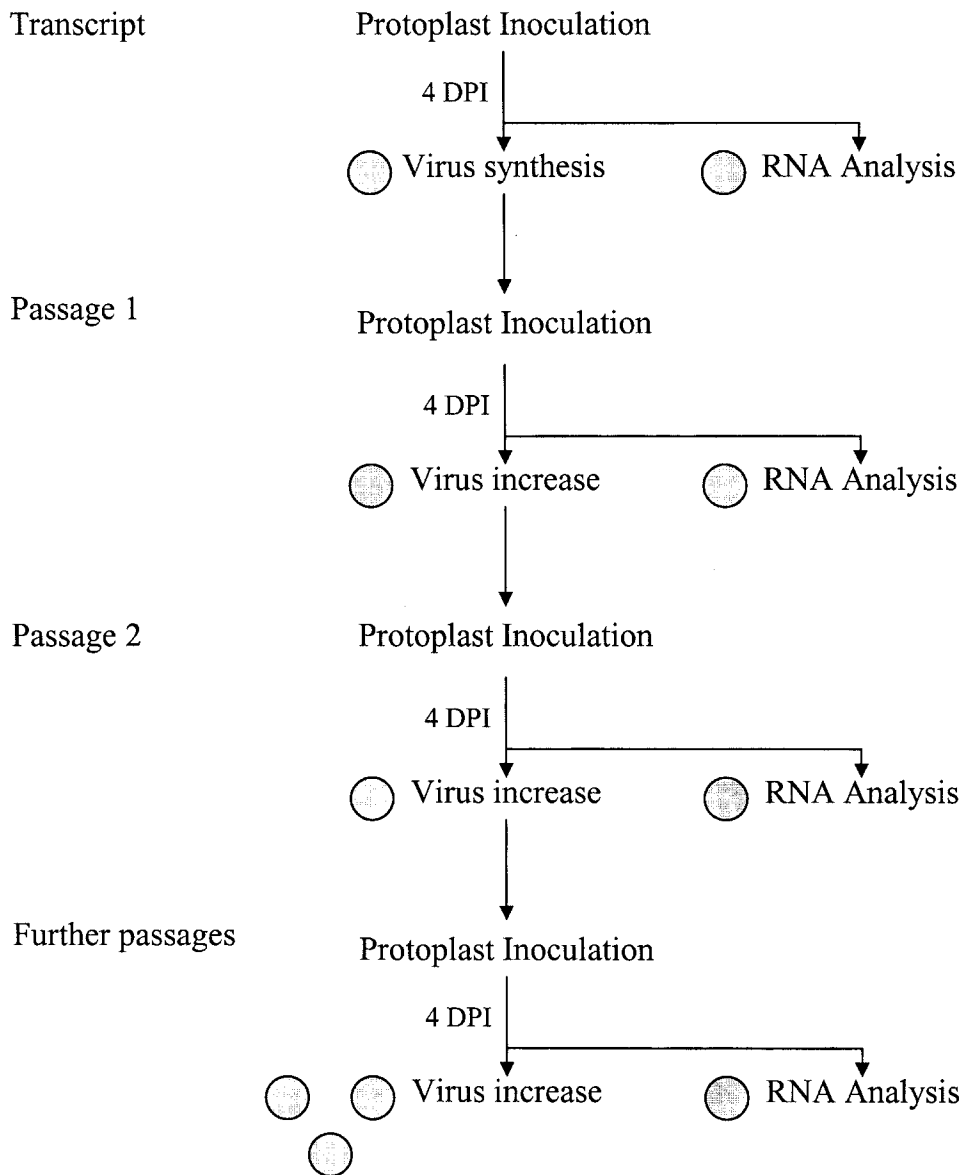 Transcript Protoplast Inoculation
4 DPI
Virus synthesis RNA Analysis
Passage 1 Protoplast Inoculation
4 DPI
Virus increase RNA Analysis
Passage 2 Protoplast Inoculation
4 DPI
Virus increase RNA Analysis
Further passages Protoplast Inoculation
4 DPI
Virus increase RNA Analysis